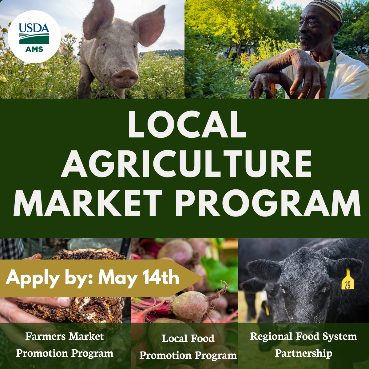 USDA
AMS
LOCAL
AGRICULTURE
MARKET PROGRAM
Apply by: May 14th
Farmers Market
Promotion Program
Local Food
Promotion Program
Regional Food System
Partnership